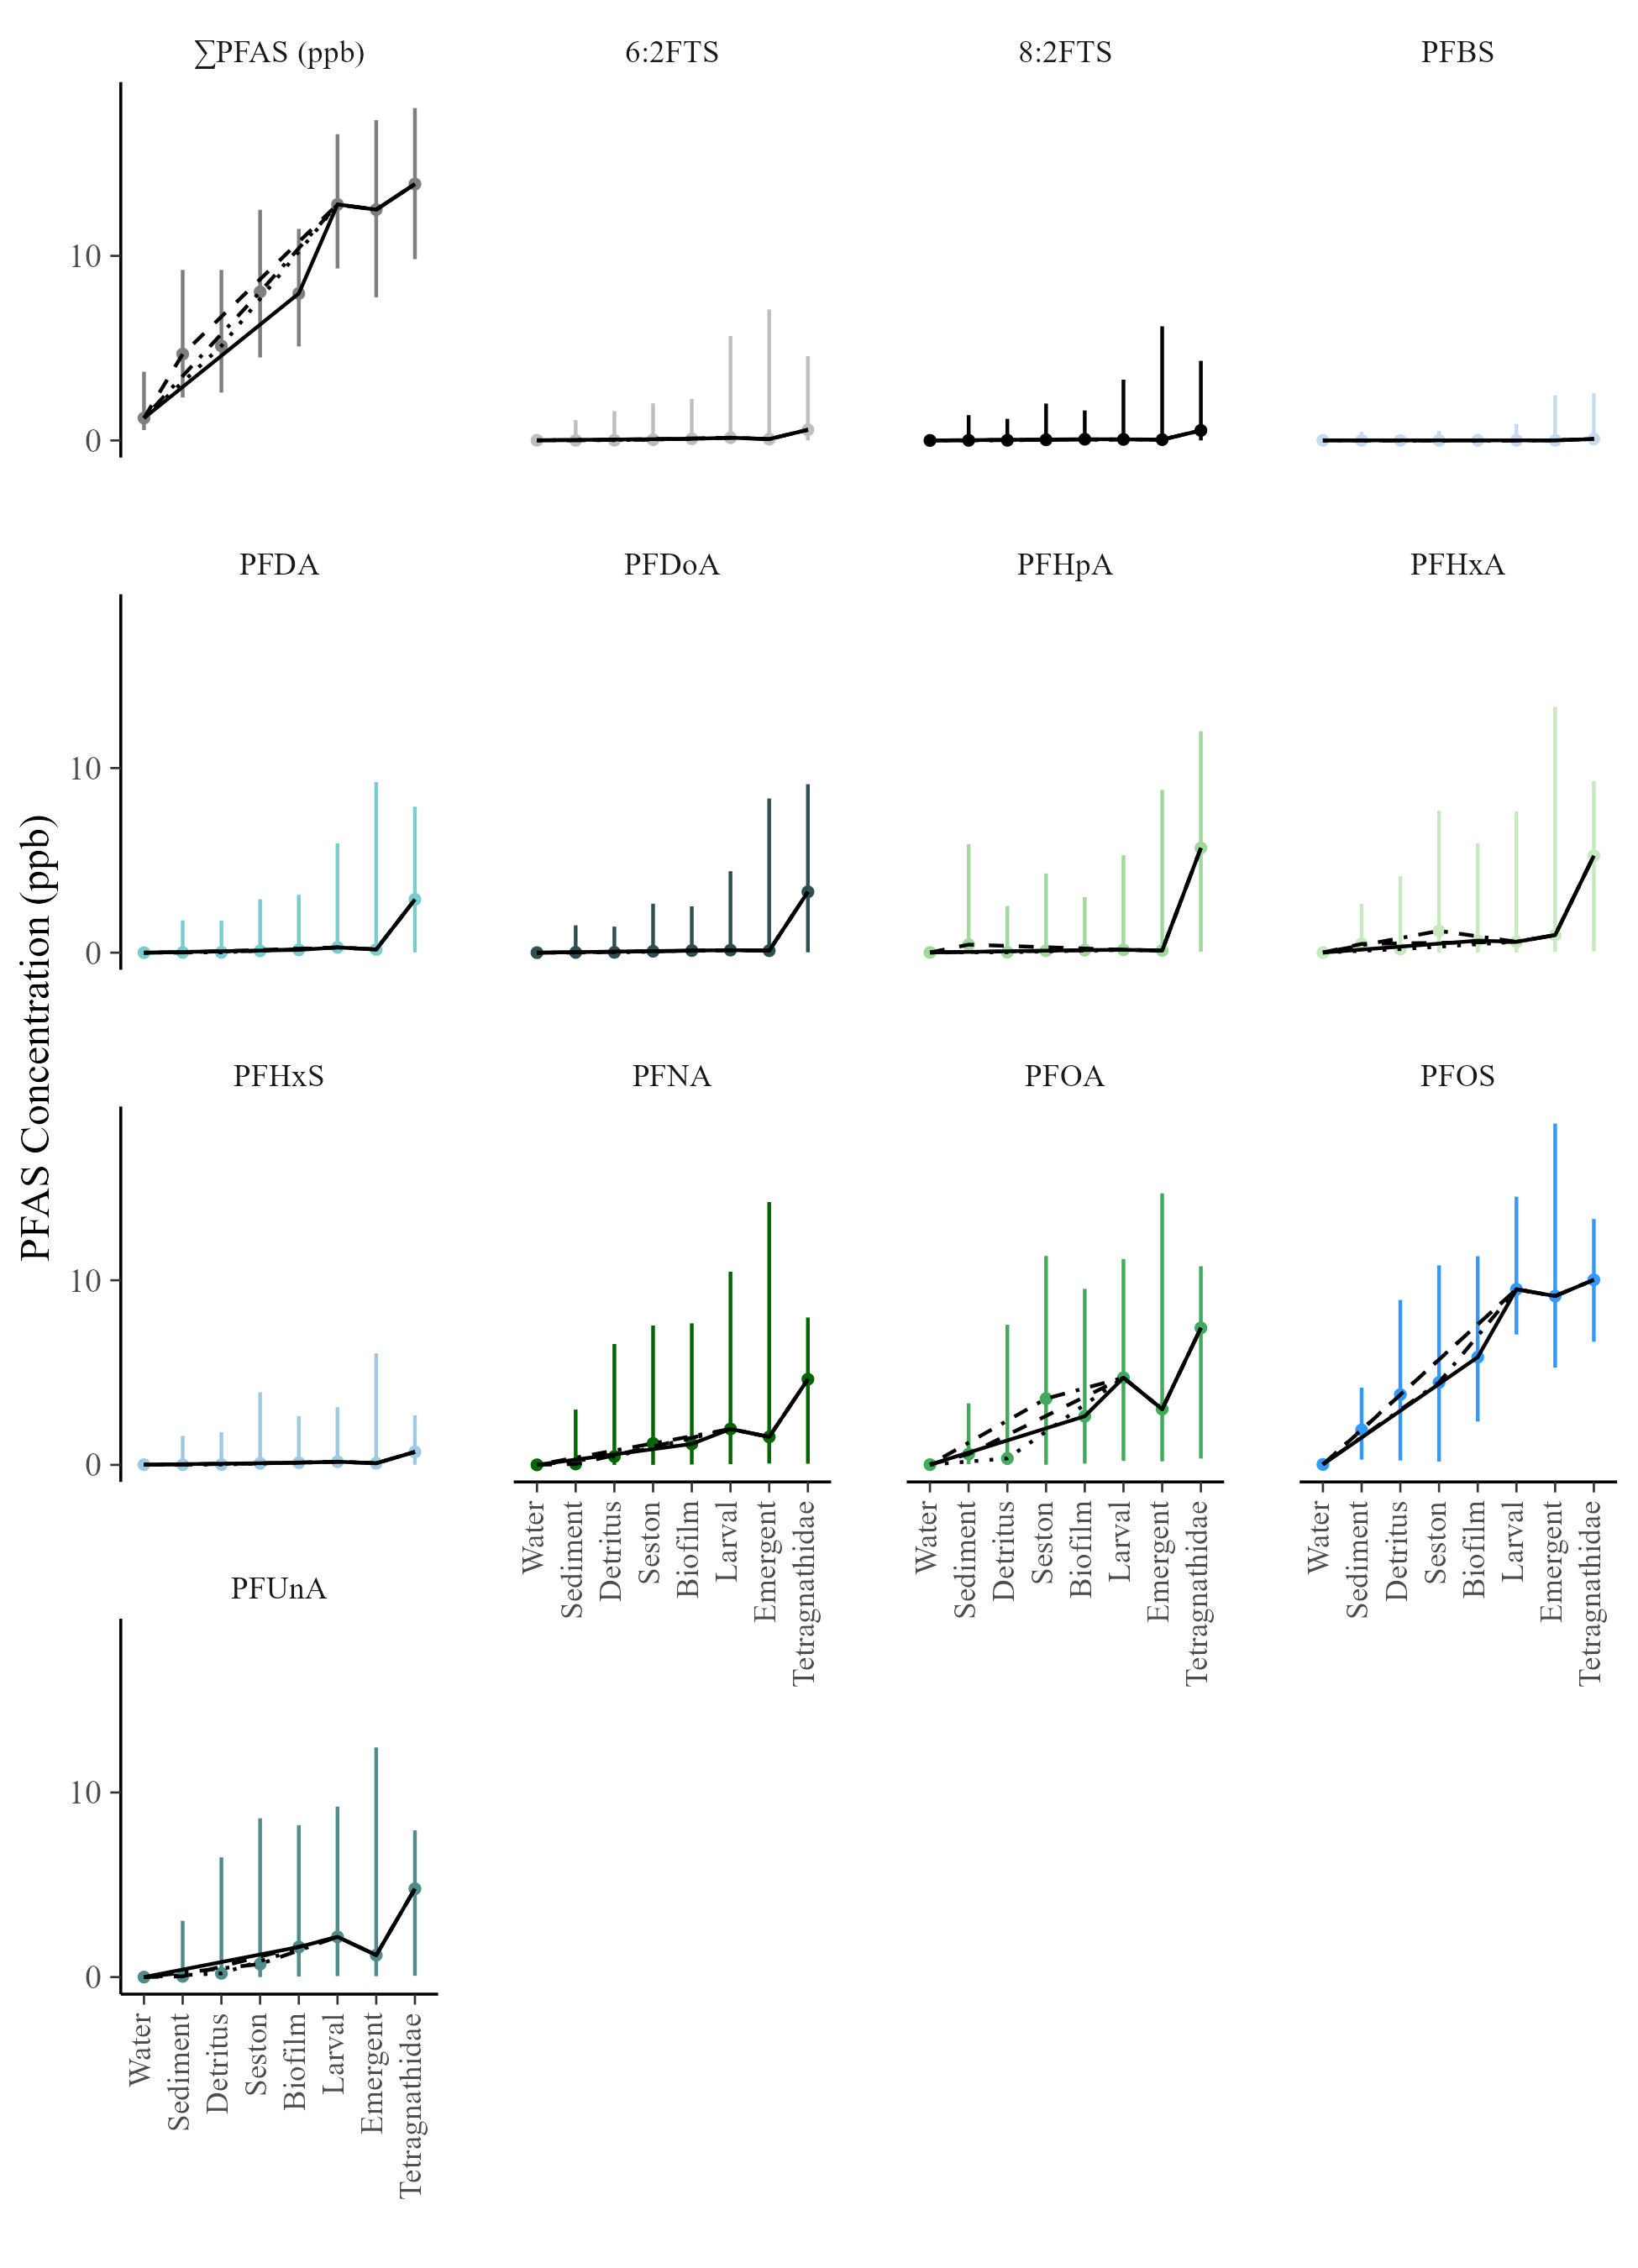 ∑PFAS (ppb)
6:2FTS
8:2FTS
PFBS
10
0
PFDA
PFDoA
PFHpA
PFHxA
10
0
PFAS Concentration (ppb)
PFHxS
PFNA
PFOA
PFOS
10
0
Water
Sediment
Detritus
Seston
Biofilm
Larval
Emergent
Tetragnathidae
Water
Sediment
Detritus
Seston
Biofilm
Larval
Emergent
Tetragnathidae
Water
Sediment
Detritus
Seston
Biofilm
Larval
Emergent
Tetragnathidae
PFUnA
10
0
Water
Sediment
Detritus
Seston
Biofilm
Larval
Emergent
Tetragnathidae